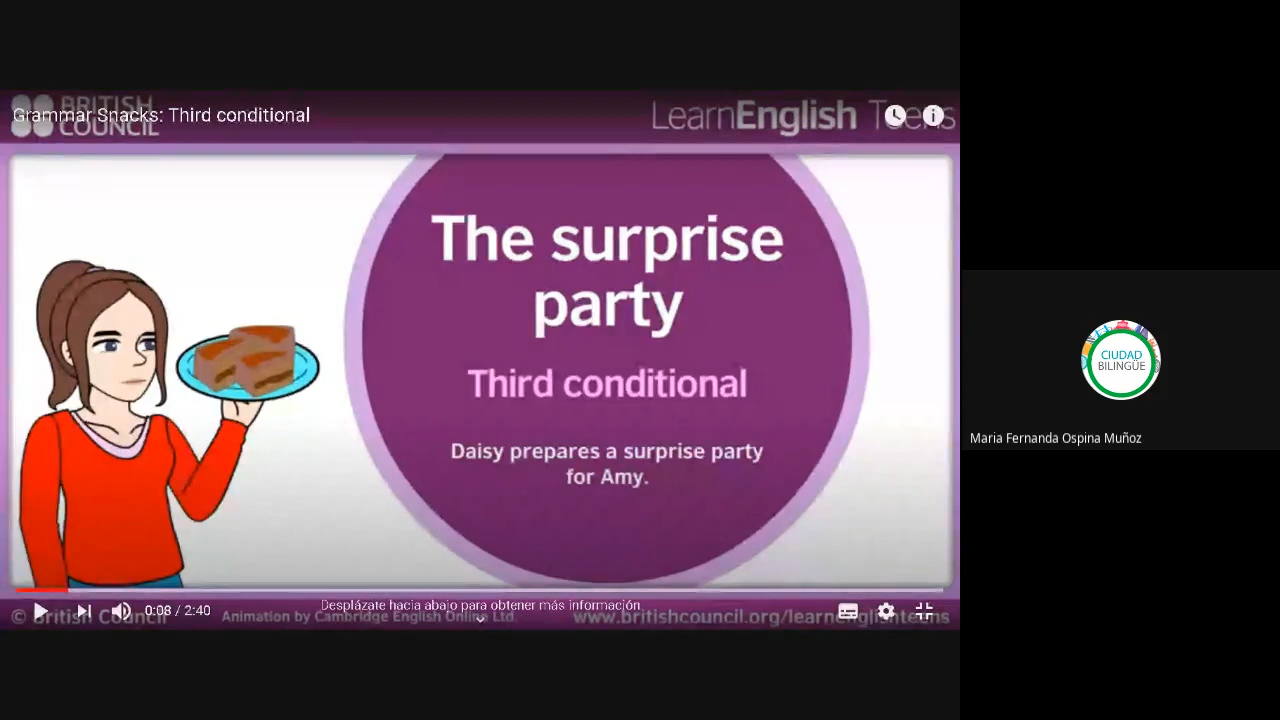 Grammar Snacks: Third conditional
BRITISH
COUNCIL
LearnEnglish Teens
The surprise
party
Third conditional
Daisy prepares a surprise party
for Amy.
0:08 / 2:40
Desplázate hacia abajo para obtener más información
© British Council
Animation by Cambridge English Online Ltd.
www.britishcouncil.org/learnenglishteens
CIUDAD
BILINGÜE
Maria Fernanda Ospina Muñoz